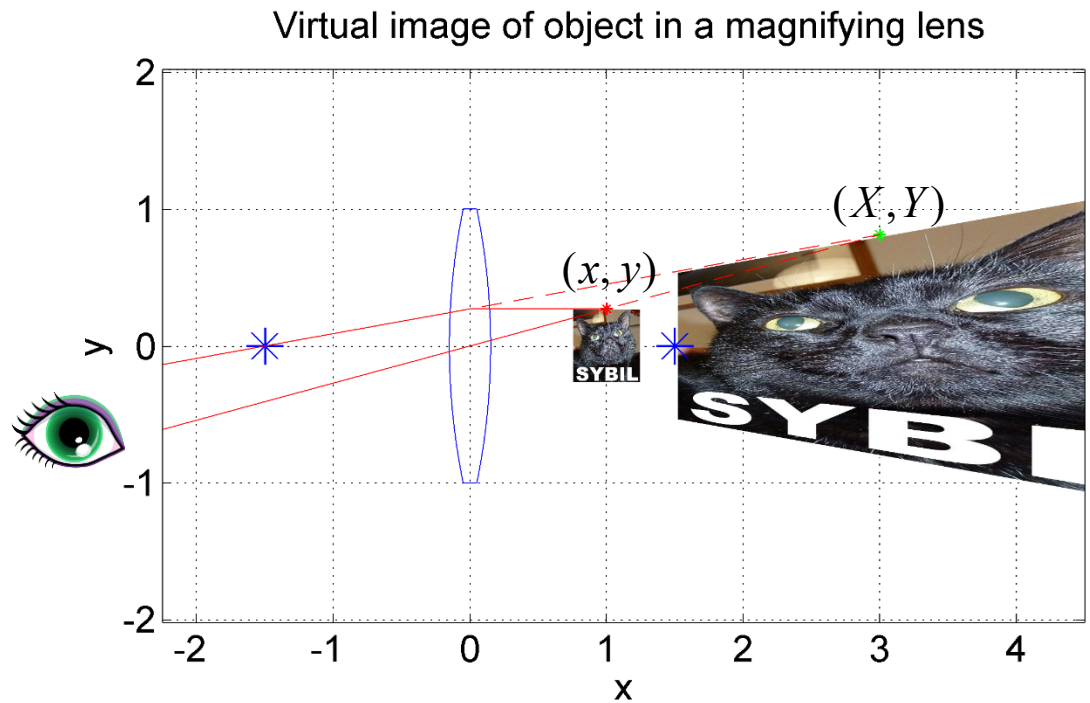 Virtual image of object in a magnifying lens
2
1
0
-1
-2
y
(X,Y)
(x,y)
SYBIL
SYBI
-2 -1 0 1 2 3 4
x